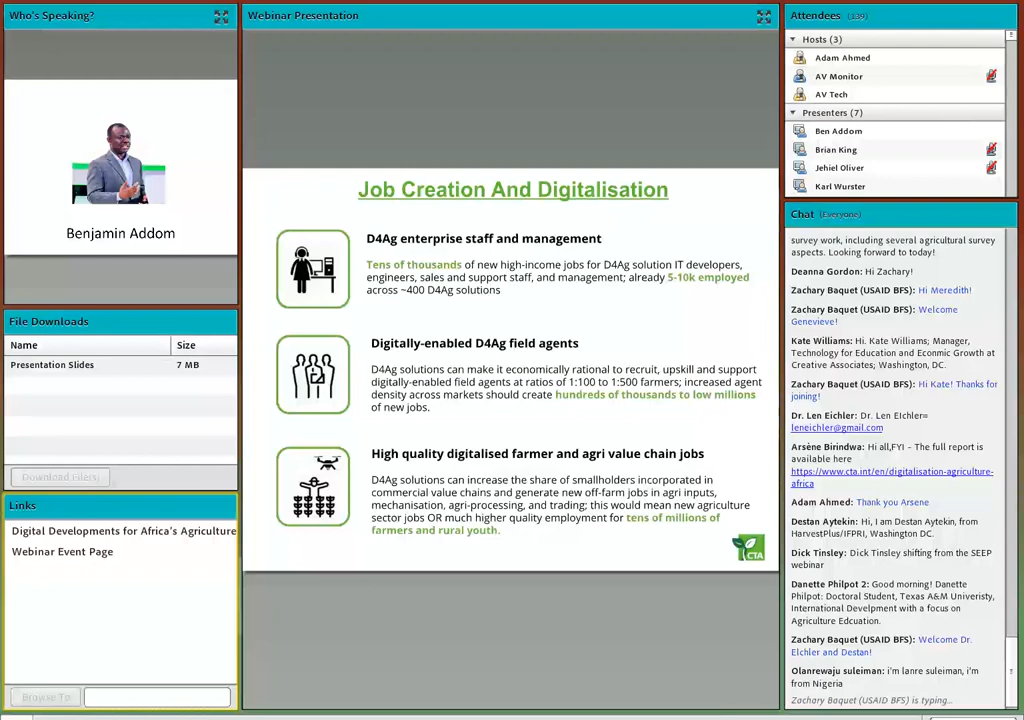 Who's Speaking?
Benjamin Addom
File Downloads
Name Size
Presentation Slides 7 MB
Download File(s)
Links
Digital Developments for Africa's Agriculture
Webinar Event Page
Browse To
Webinar Presentation
Job Creation And Digitalisation
D4Ag enterprise staff and management
Tens of thousands of new high-income jobs for D4Ag solution IT developers,
engineers, sales and support staff, and management; already 5-10k employed
across ~400 D4Ag solutions
Digitally-enabled D4Ag field agents
D4Ag solutions can make it economically rational to recruit, upskill and support
digitally-enabled field agents at ratios of 1:100 to 1:500 farmers; increased agent
density across markets should create hundreds of thousands to low millions
of new jobs.
High quality digitalised farmer and agri value chain jobs
D4Ag solutions can increase the share of smallholders incorporated in
commercial value chains and generate new off-farm jobs in agri inputs,
mechanisation, agri-processing, and trading; this would mean new agriculture
sector jobs OR much higher quality employment for tens of millions of
farmers and rural youth.
CTA
Attendees (139)
Hosts (3)
Adam Ahmed
AV Monitor
AV Tech
Presenters (7)
Ben Addom
Brian King
Jehiel Oliver
Karl Wurster
Chat (Everyone)
survey work, including several agricultural survey
aspects. Looking forward to today!
Deanna Gordon: Hi Zachary!
Zachary Baquet (USAID BFS): Hi Meredith!
Zachary Baquet (USAID BFS): Welcome
Genevieve!
Kate Williams: Hi. Kate Williams; Manager,
Technology for Education and Econmic Growth at
Creative Associates; Washington, DC.
Zachary Baquet (USAID BFS): Hi Kate! Thanks for
joining!
Dr. Len Eichler: Dr. Len EIchler=
leneichler@gmail.com
Arsène Birindwa: Hi all,FYI - The full report is
available here
https://www.cta.int/en/digitalisation-agriculture-
africa
Adam Ahmed: Thank you Arsene
Destan Aytekin: Hi, I am Destan Aytekin, from
HarvestPlus/IFPRI, Washington DC.
Dick Tinsley: Dick Tinsley shifting from the SEEP
webinar
Danette Philpot 2: Good morning! Danette
Philpot: Doctoral Student, Texas A&M Univeristy,
International Develpment with a focus on
Agriculture Edcuation.
Zachary Baquet (USAID BFS): Welcome Dr.
Elchler and Destan!
Olanrewaju suleiman: i'm lanre suleiman, i'm
from Nigeria
Zachary Baquet (USAID BFS) is typing...